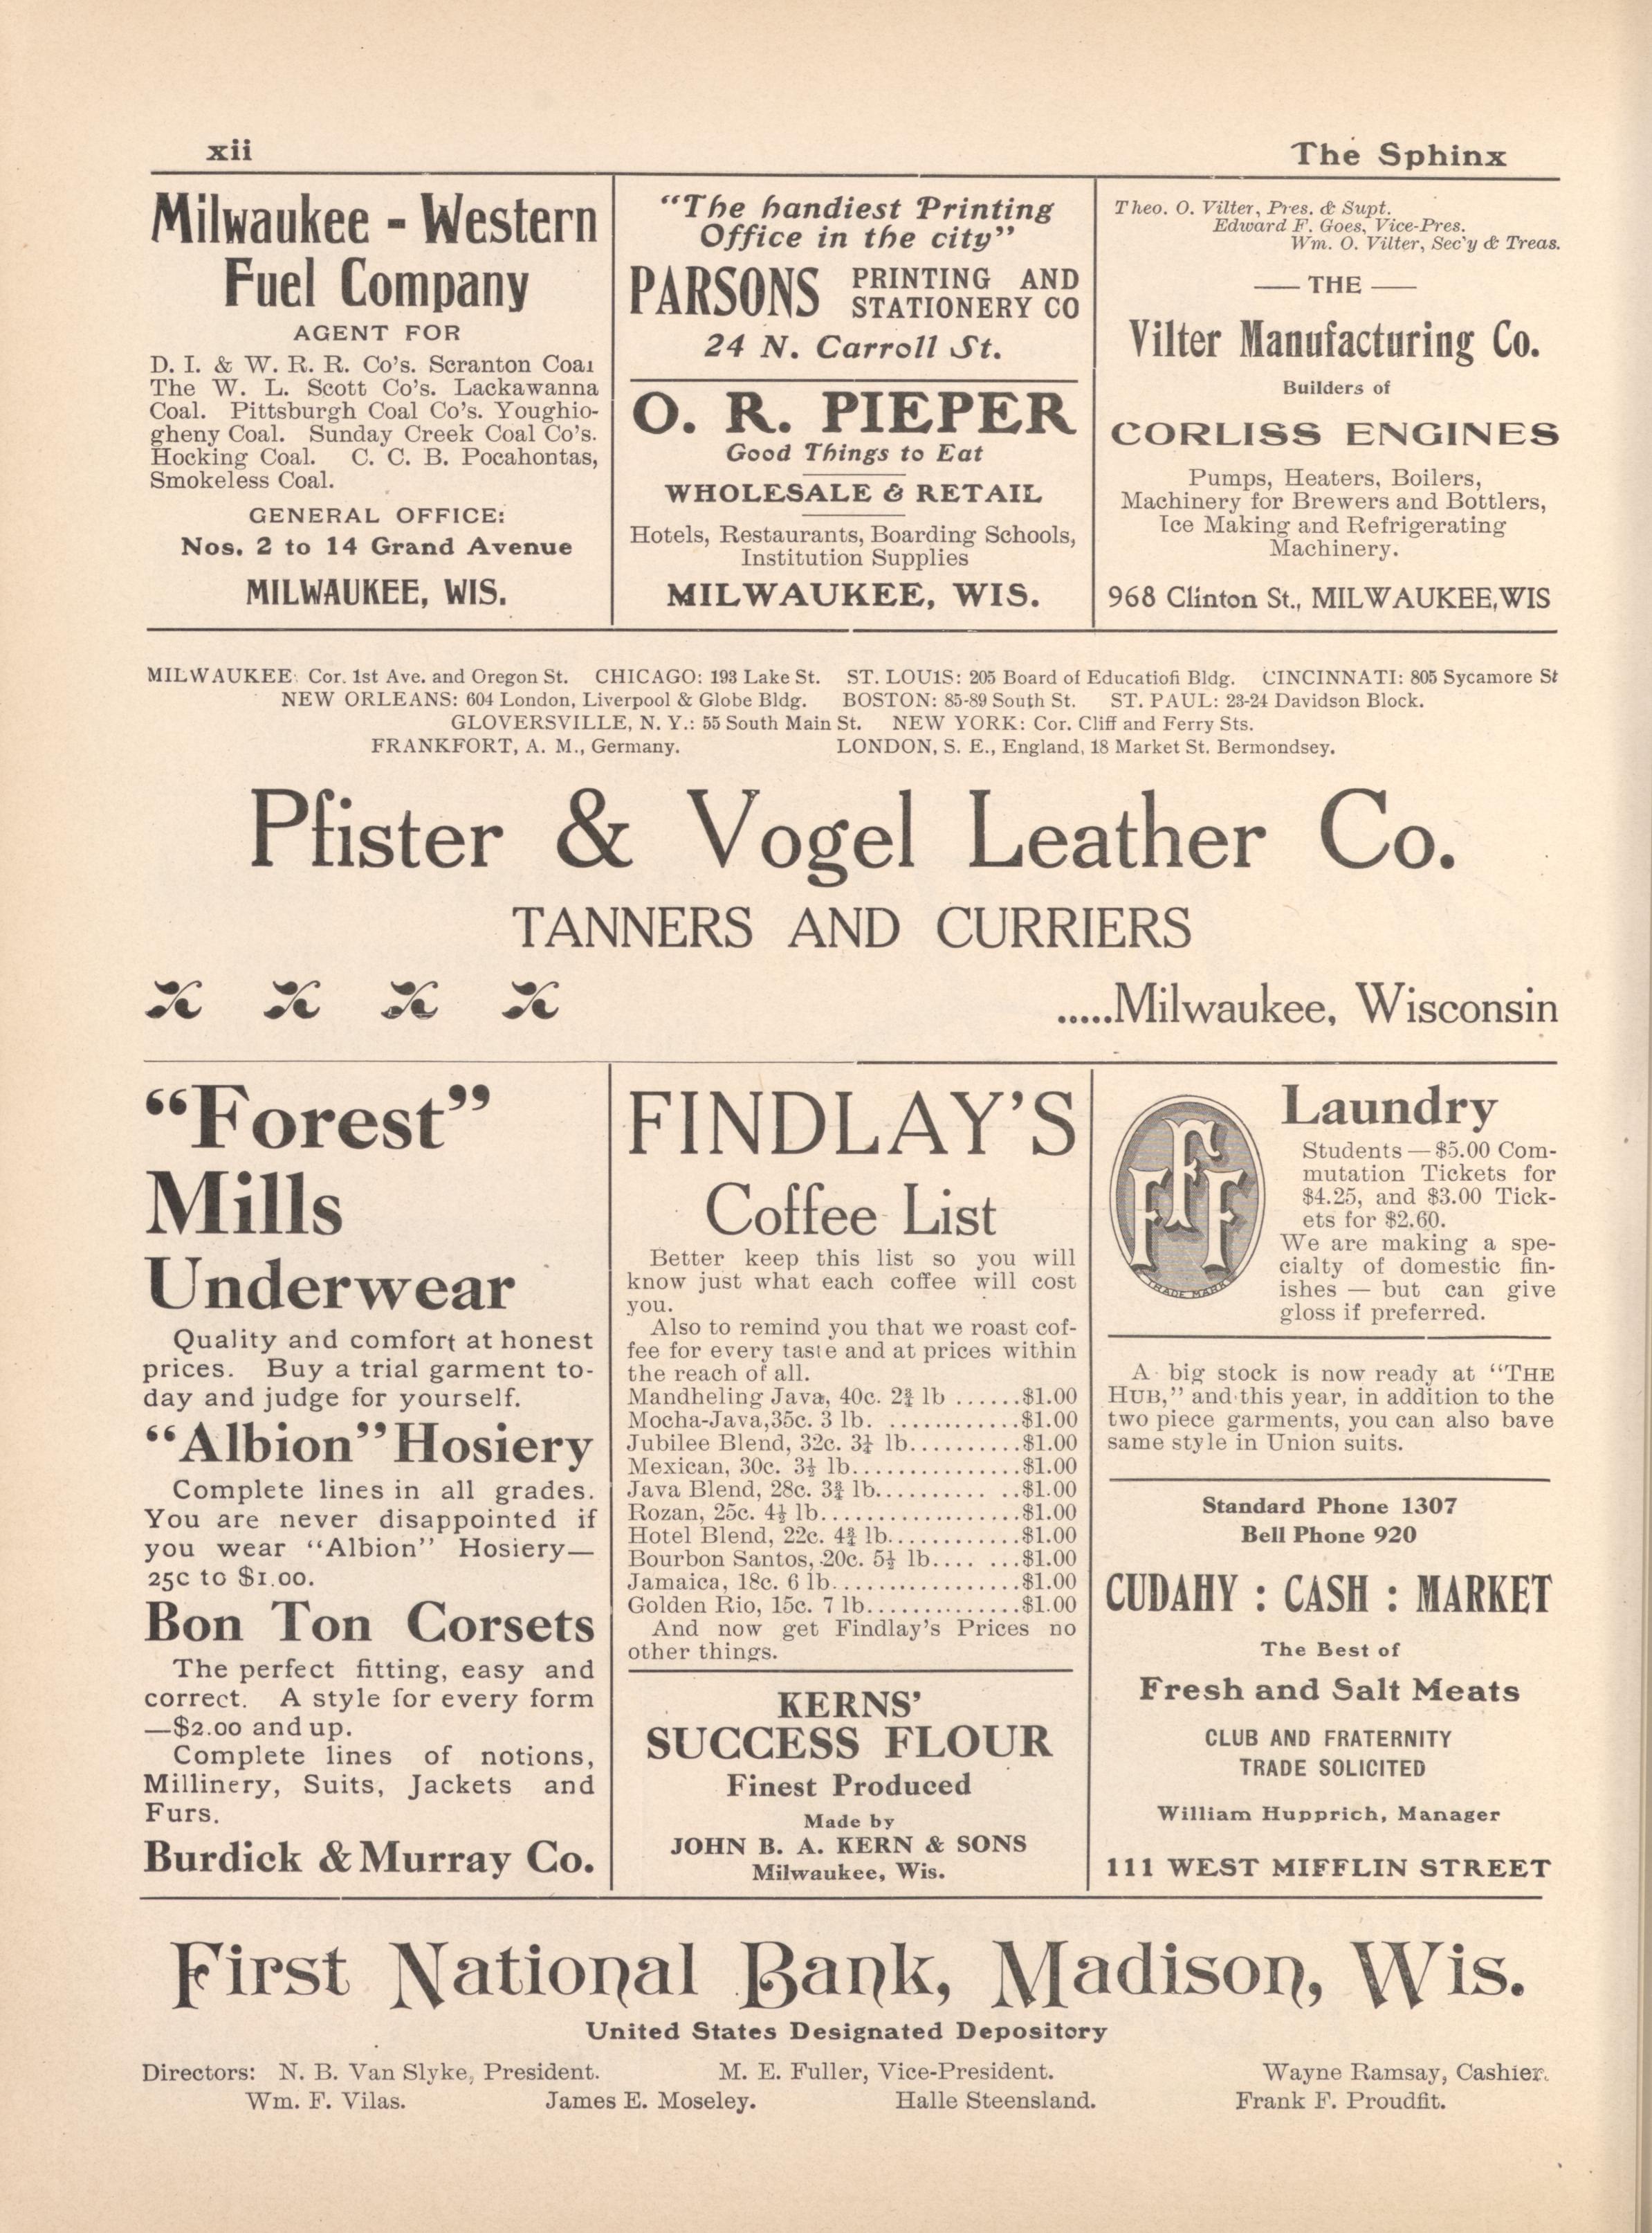 xii
The Sphinx
Milwaukee - Western
Fuel Company
AGENT FOR
D. I. & W. R. R. Co's. Scranton Coal
The W. L. Scott Co's. Lackawanna
Coal. Pittsburgh Coal Co's. Youghio-
gheny Coal. Sunday Creek Coal Co's.
Hocking Coal. C. C. B. Pocahontas,
Smokeless Coal.
GENERAL OFFICE:
Nos. 2 to 14 Grand Avenue
MILWAUKEE, WIS.
"The handiest Printing
Office in the city"
PARSONS PRINTING AND
STATIONERY CO
24 N. Carroll St.
O. R. PIEPER
Good Things to Eat
WHOLESALE & RETAIL
Hotels, Restaurants, Boarding Schools,
Institution Supplies
MILWAUKEE, WIS.
Theo. O. Vilter, Pres. & Supt.
Edward F. Goes, Vice-Pres.
Wm. O. Vilter, Sec'y & Treas.
— THE —
Vilter Manufacturing Co.
Builders of
CORLISS ENGINES
Pumps, Heaters, Boilers,
Machinery for Brewers and Bottlers,
Ice Making and Refrigerating
Machinery.
968 Clinton St., MILWAUKEE,WIS
MILWAUKEE: Cor. 1st Ave. and Oregon St. CHICAGO: 193 Lake St. ST. LOUIS: 205 Board of Educatiofi Bldg. CINCINNATI: 805 Sycamore St
NEW ORLEANS: 604 London, Liverpool & Globe Bldg. BOSTON: 85-89 South St. ST. PAUL: 23-24 Davidson Block.
GLOVERSVILLE, N. Y.: 55 South Main St. NEW YORK: Cor. Cliff and Ferry Sts.
FRANKFORT, A. M., Germany. LONDON, S. E., England, 18 Market St. Bermondsey.
Pfister & Vogel Leather Co.
TANNERS AND CURRIERS
.....Milwaukee, Wisconsin
"Forest"
Mills
Underwear
Quality and comfort at honest
prices. Buy a trial garment to-
day and judge for yourself.
"Albion" Hosiery
Complete lines in all grades.
You are never disappointed if
you wear "Albion" Hosiery—
25c to $1.00.
Bon Ton Corsets
The perfect fitting, easy and
correct. A style for every form
—$2.00 and up.
Complete lines of notions,
Millinery, Suits, Jackets and
Furs.
Burdick & Murray Co.
FINDLAY'S
Coffee List
Better keep this list so you will
know just what each coffee will cost
you.
Also to remind you that we roast cof-
fee for every taste and at prices within
the reach of all.
Mandheling Java, 40c. 2¾ lb ......$1.00
Mocha-Java,35c. 3 lb. ............$1.00
Jubilee Blend, 32c. 3¼ lb..........$1.00
Mexican, 30c. 3½ lb...............$1.00
Java Blend, 28c. 3¾ lb.......... ..$1.00
Rozan, 25c. 4½ lb..................$1.00
Hotel Blend, 22c. 4¾ lb............$1.00
Bourbon Santos, 20c. 5½ lb.... ...$1.00
Jamaica, 18c. 6 lb.................$1.00
Golden Rio, 15c. 7 lb..............$1.00
And now get Findlay's Prices no
other things.
KERNS'
SUCCESS FLOUR
Finest Produced
Made by
JOHN B. A. KERN & SONS
Milwaukee, Wis.
FFF
TRADE MARK
Laundry
Students — $5.00 Com-
mutation Tickets for
$4.25, and $3.00 Tick-
ets for $2.60.
We are making a spe-
cialty of domestic fin-
ishes — but can give
gloss if preferred.
A big stock is now ready at "THE
HUB," and this year, in addition to the
two piece garments, you can also bave
same style in Union suits.
Standard Phone 1307
Bell Phone 920
CUDAHY : CASH : MARKET
The Best of
Fresh and Salt Meats
CLUB AND FRATERNITY
TRADE SOLICITED
William Hupprich, Manager
111 WEST MIFFLIN STREET
First National Bank, Madison, Wis.
United States Designated Depository
Directors: N. B. Van Slyke, President. M. E. Fuller, Vice-President. Wayne Ramsay, Cashier.
Wm. F. Vilas. James E. Moseley. Halle Steensland. Frank F. Proudfit.